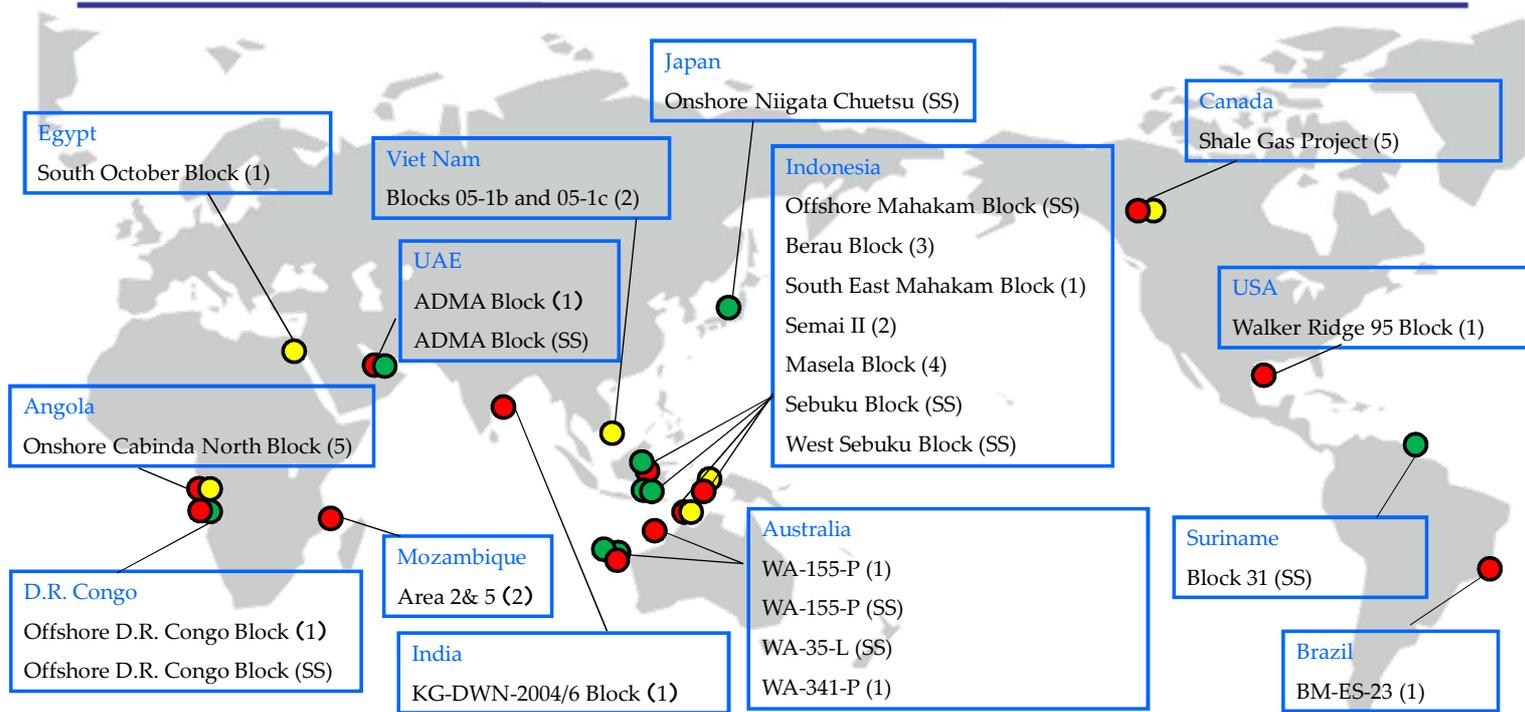 Japan
Onshore Niigata Chuetsu (SS)
Canada
Shale Gas Project (5)
Egypt
South October Block (1)
Viet Nam
Blocks 05-1b and 05-1c (2)
Indonesia
Offshore Mahakam Block (SS)
Berau Block (3)
South East Mahakam Block (1)
Semai II (2)
Masela Block (4)
Sebuku Block (SS)
West Sebuku Block (SS)
UAE
ADMA Block (1)
ADMA Block (SS)
USA
Walker Ridge 95 Block (1)
Angola
Onshore Cabinda North Block (5)
Mozambique
Area 2& 5 (2)
Australia
WA-155-P (1)
WA-155-P (SS)
WA-35-L (SS)
WA-341-P (1)
Suriname
Block 31 (SS)
D.R. Congo
Offshore D.R. Congo Block (1)
Offshore D.R. Congo Block (SS)
India
KG-DWN-2004/6 Block (1)
Brazil
BM-ES-23 (1)